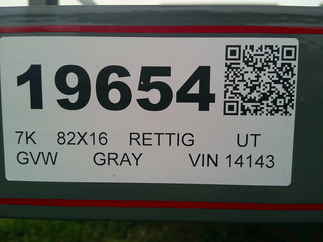 19654
7K 82X16 RETTIG UT
GVW GRAY VIN 14143